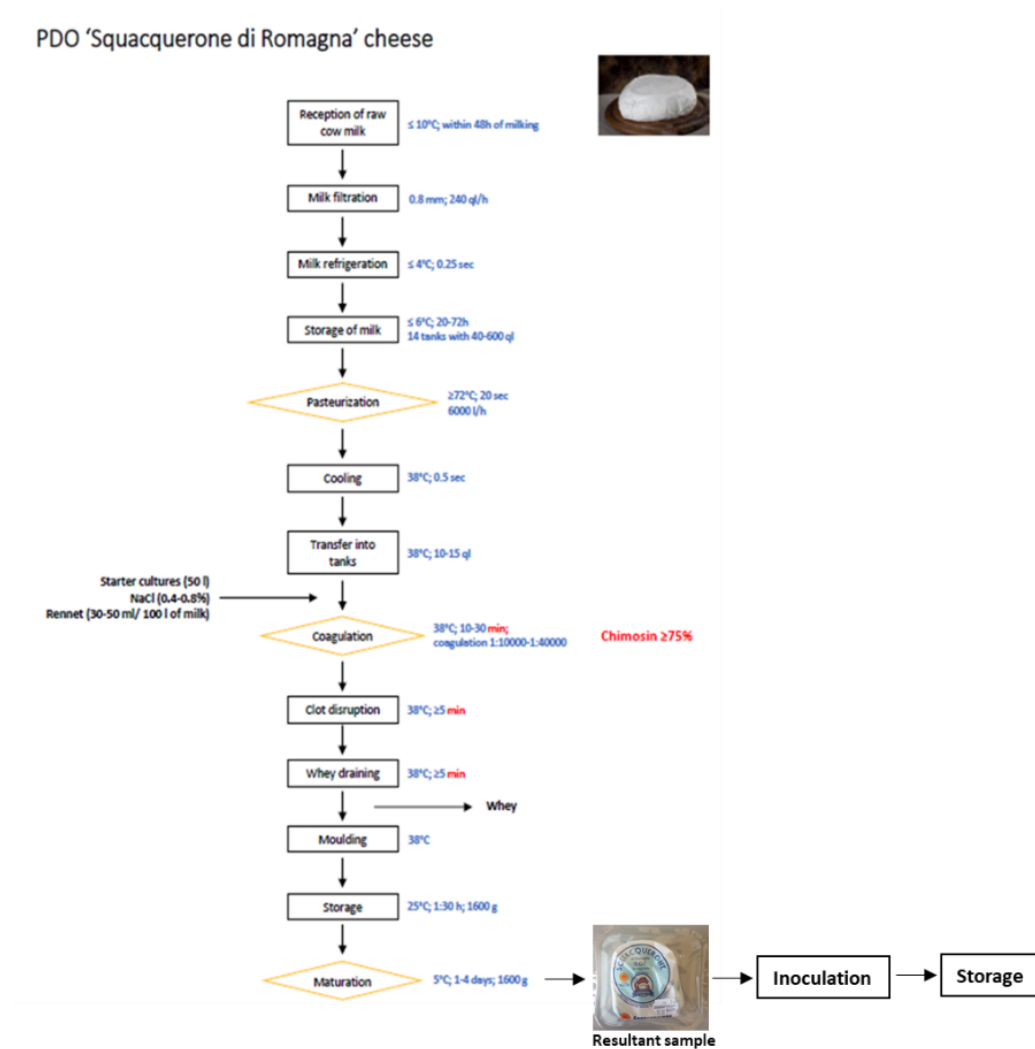 PDO ‘Squacquerone di Romagna’ cheese
Reception of raw
cow milk
≤ 10°C; within 48h of milking
Milk filtration
0.8 mm; 240 ql/h
Milk refrigeration
≤ 4°C; 0.25 sec
Storage of milk
≤ 6°C; 20-72h
14 tanks with 40-600 ql
Pasteurization
≥72°C; 20 sec
6000 l/h
Cooling
38°C; 0.5 sec
Transfer into
tanks
38°C; 10-15 ql
Starter cultures (50 l)
NaCl (0.4-0.8%)
Rennet (30-50 ml/ 100 l of milk)
Coagulation
38°C; 10-30 min;
coagulation 1:10000-1:40000
Chimosin ≥75%
Clot disruption
38°C; ≥5 min
Whey draining
38°C; ≥5 min
Whey
Moulding
38°C
Storage
25°C; 1:30 h; 1600 g
Maturation
5°C; 1-4 days; 1600 g
SQUACQUERONE
Resultant sample
Inoculation
Storage